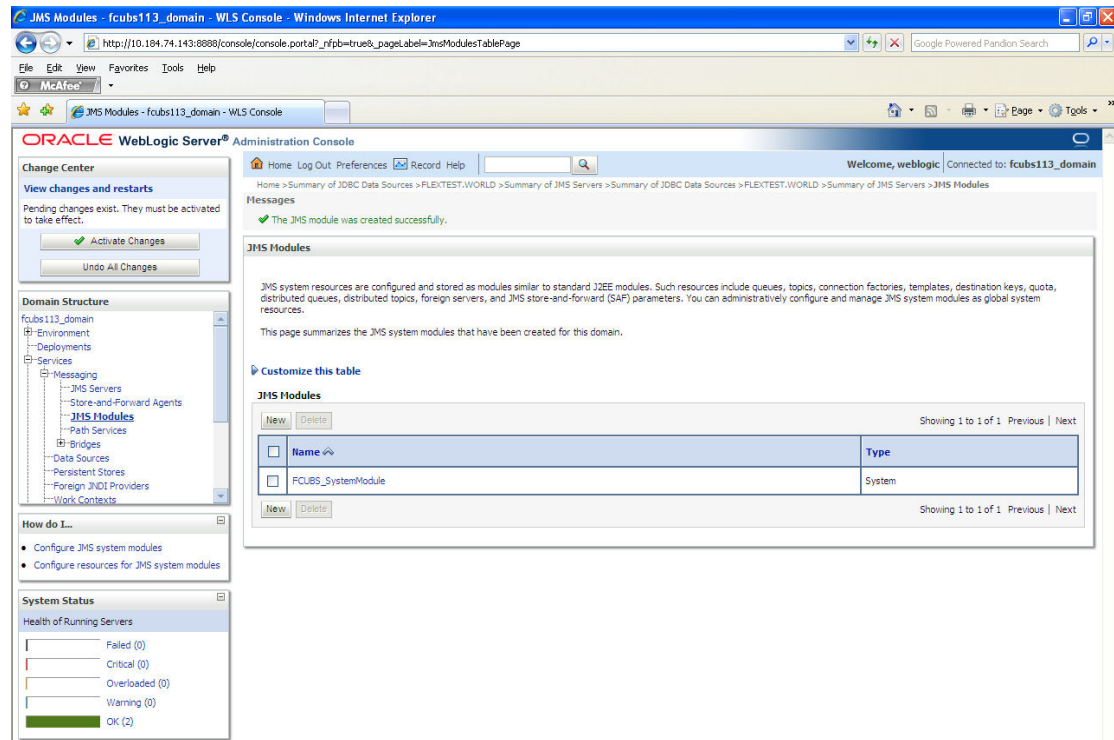 JMS Modules - fcubs113_domain - WLS Console - Windows Internet Explorer
http://10.184.74.143:8888/console/console.portal?_nfpb=true&_pageLabel=JmsModulesTablePage
Google Powered Pandion Search
File Edit View Favorites Tools Help
McAfee
JMS Modules - fcubs113_domain - WLS Console
Page Tools
ORACLE WebLogic Server® Administration Console
Change Center
View changes and restarts
Pending changes exist. They must be activated
to take effect.
Activate Changes
Undo All Changes
Domain Structure
fcubs113_domain
Environment
Deployments
Services
Messaging
JMS Servers
Store-and-Forward Agents
JMS Modules
Path Services
Bridges
Data Sources
Persistent Stores
Foreign JNDI Providers
Work Contexts
How do I...
Configure JMS system modules
Configure resources for JMS system modules
System Status
Health of Running Servers
Failed (0)
Critical (0)
Overloaded (0)
Warning (0)
OK (2)
Home Log Out Preferences Record Help
Welcome, weblogic Connected to: fcubs113_domain
Home >Summary of JDBC Data Sources >FLEXTEST.WORLD >Summary of JMS Servers >Summary of JDBC Data Sources >FLEXTEST.WORLD >Summary of JMS Servers >JMS Modules
Messages
The JMS module was created successfully.
JMS Modules
JMS system resources are configured and stored as modules similar to standard J2EE modules. Such resources include queues, topics, connection factories, templates, destination keys, quota,
distributed queues, distributed topics, foreign servers, and JMS store-and-forward (SAF) parameters. You can administratively configure and manage JMS system modules as global system
resources.
This page summarizes the JMS system modules that have been created for this domain.
Customize this table
JMS Modules
New Delete Showing 1 to 1 of 1 Previous | Next
Name Type
FCUBS_SystemModule System
New Delete Showing 1 to 1 of 1 Previous | Next